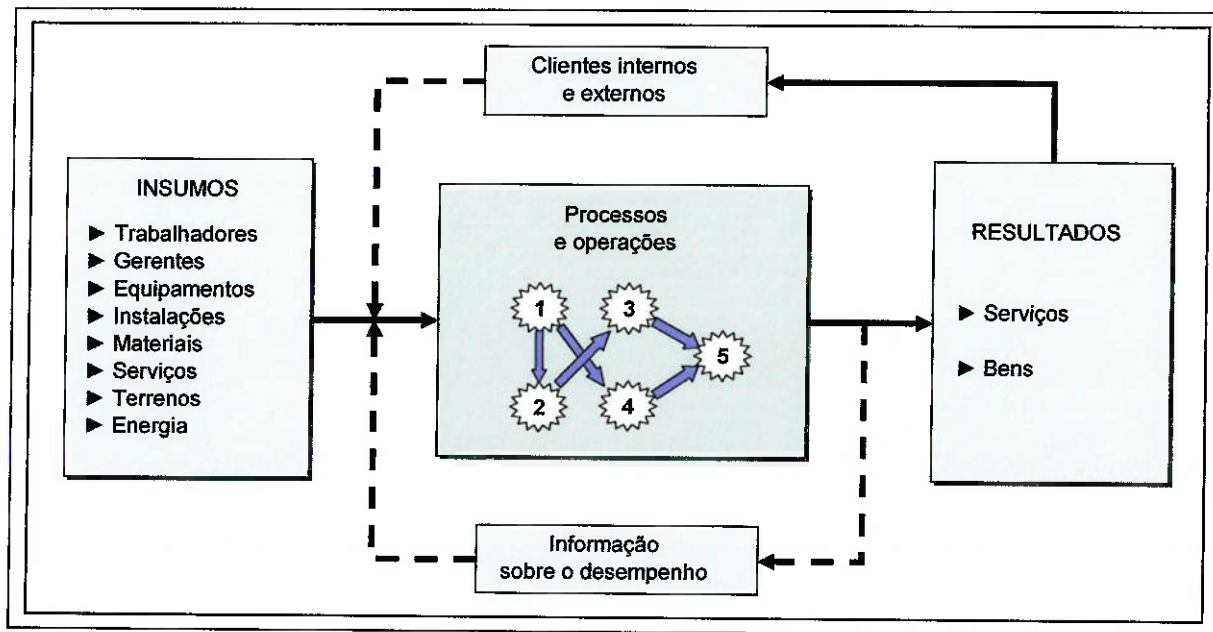 Clientes internos
e externos
INSUMOS
► Trabalhadores
► Gerentes
► Equipamentos
► Instalações
► Materiais
► Serviços
► Terrenos
► Energia
Processos
e operações
1
3
5
2
4
RESULTADOS
► Serviços
► Bens
Informação
sobre o desempenho